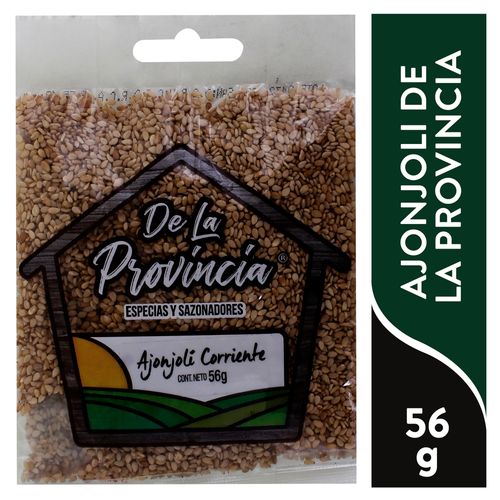 De La
Provincia®
ESPECIAS Y SAZONADORES
Ajonjolí Corriente
CONT. NETO 56g
AJONJOLI DE
LA PROVINCIA
56
g